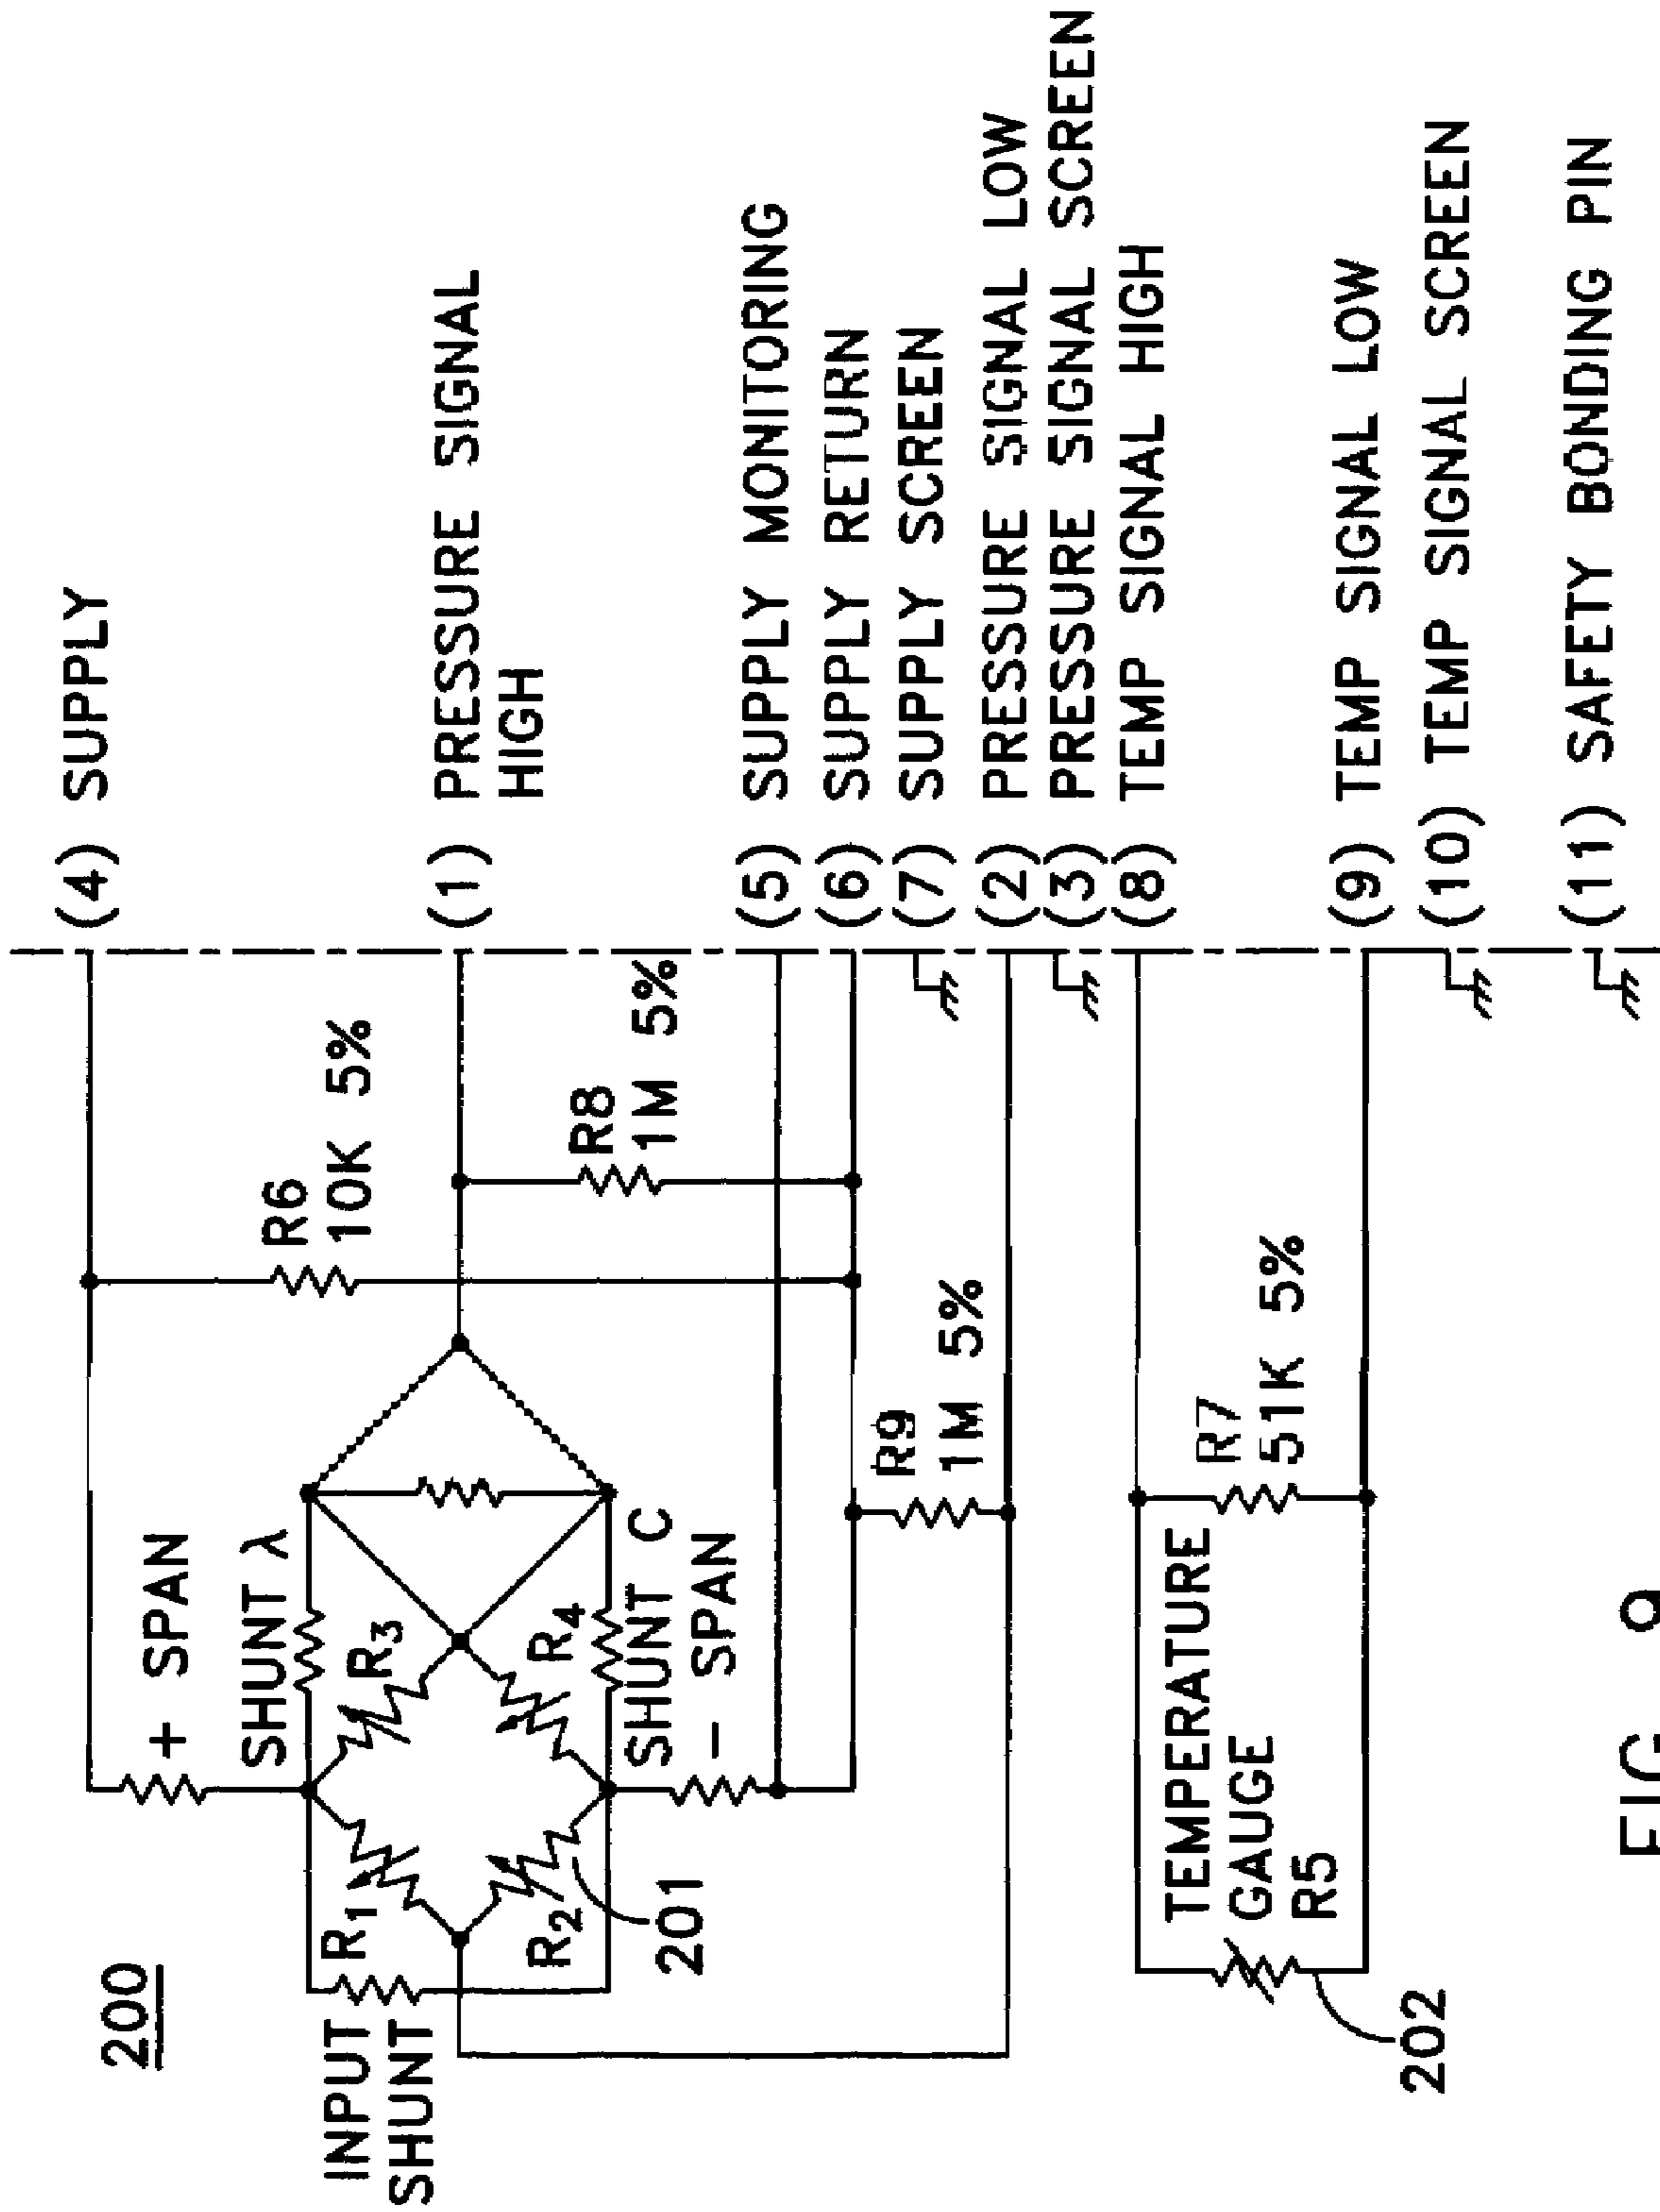 200
(4) SUPPLY
+ SPAN
R6
10K 5%
SHUNT λ
INPUT
SHUNT
R1
R3
(1) PRESSURE SIGNAL
HIGH
R2
R4
R8
1M 5%
201
SHUNT C
- SPAN
(5) SUPPLY MONITORING
(6) SUPPLY RETURN
(7) SUPPLY SCREEN
R9
1M 5%
(2) PRESSURE SIGNAL LOW
(3) PRESSURE SIGNAL SCREEN
(8) TEMP SIGNAL HIGH
TEMPERATURE
GAUGE
R5
R7
51K 5%
(9) TEMP SIGNAL LOW
202
(10) TEMP SIGNAL SCREEN
(11) SAFETY BONDING PIN